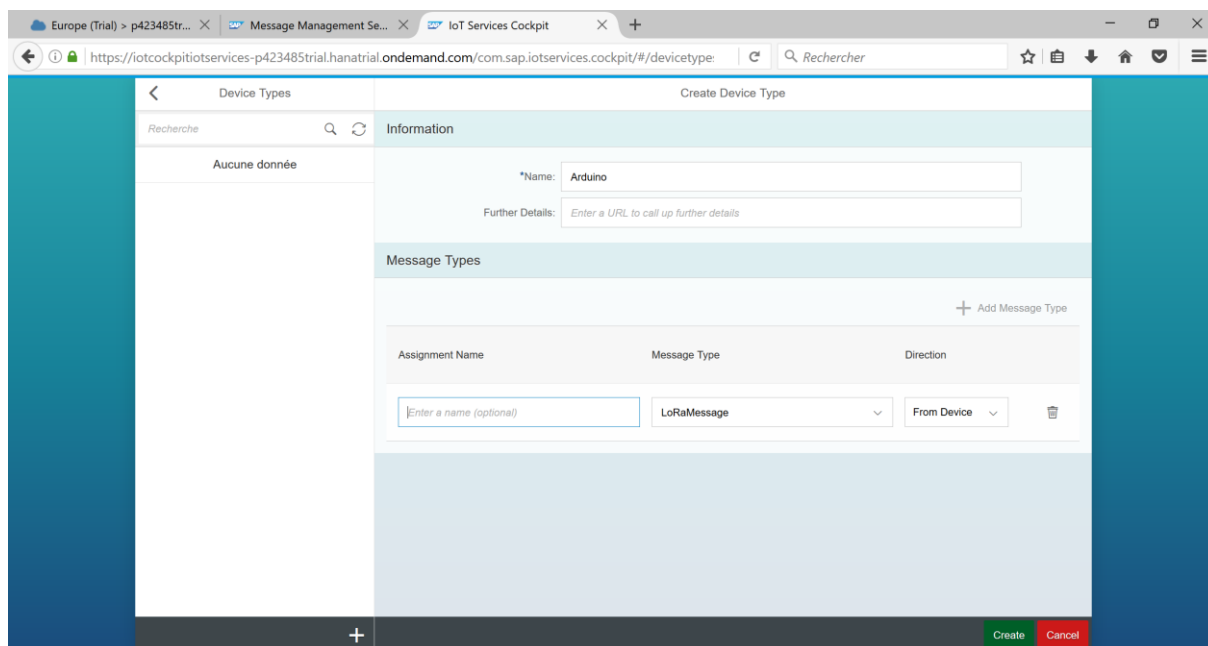 Europe (Trial) > p423485tr...
SAP Message Management Se...
SAP IoT Services Cockpit
https://iotcockpitiotservices-p423485trial.hanatrial.ondemand.com/com.sap.iotservices.cockpit/#/devicetype:
Rechercher
Device Types
Create Device Type
Recherche
Information
Aucune donnée
*Name: Arduino
Further Details: Enter a URL to call up further details
Message Types
Add Message Type
Assignment Name Message Type Direction
Enter a name (optional) LoRaMessage From Device
Create Cancel